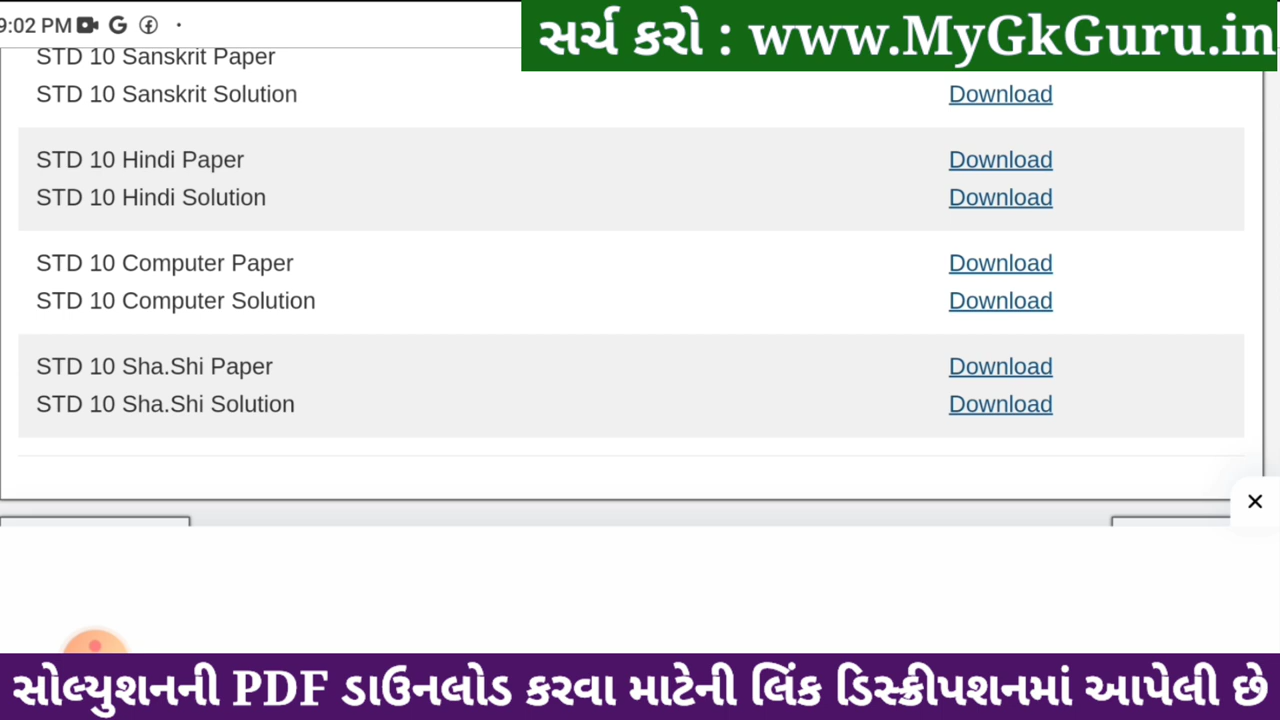 9:02 PM
સર્ચ કરો : www.MyGkGuru.in
STD 10 Sanskrit Paper
STD 10 Sanskrit Solution Download
STD 10 Hindi Paper Download
STD 10 Hindi Solution Download
STD 10 Computer Paper Download
STD 10 Computer Solution Download
STD 10 Sha.Shi Paper Download
STD 10 Sha.Shi Solution Download
સોલ્યુશનની PDF ડાઉનલોડ કરવા માટેની લિંક ડિસ્ક્રીપશનમાં આપેલી છે